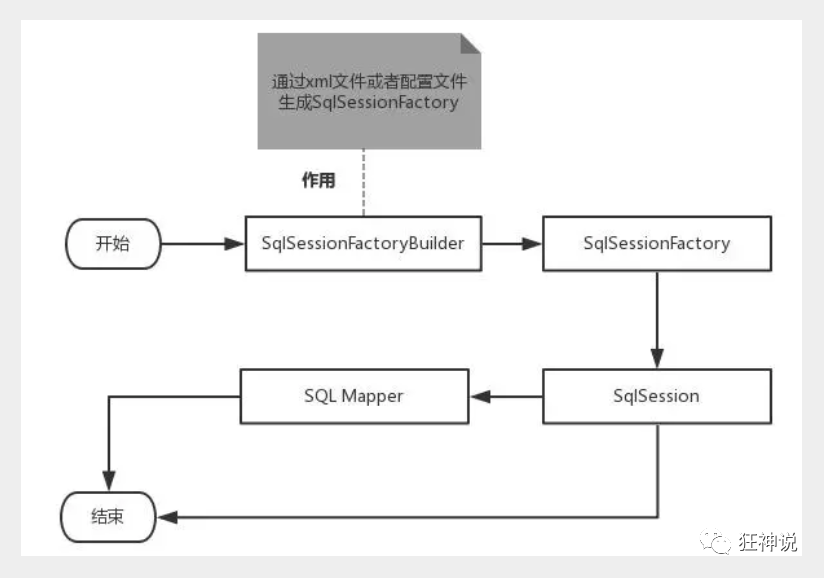 通过xml文件或者配置文件
生成SqlSessionFactory
作用
开始
SqlSessionFactoryBuilder
SqlSessionFactory
SQL Mapper
SqlSession
结束
狂神说